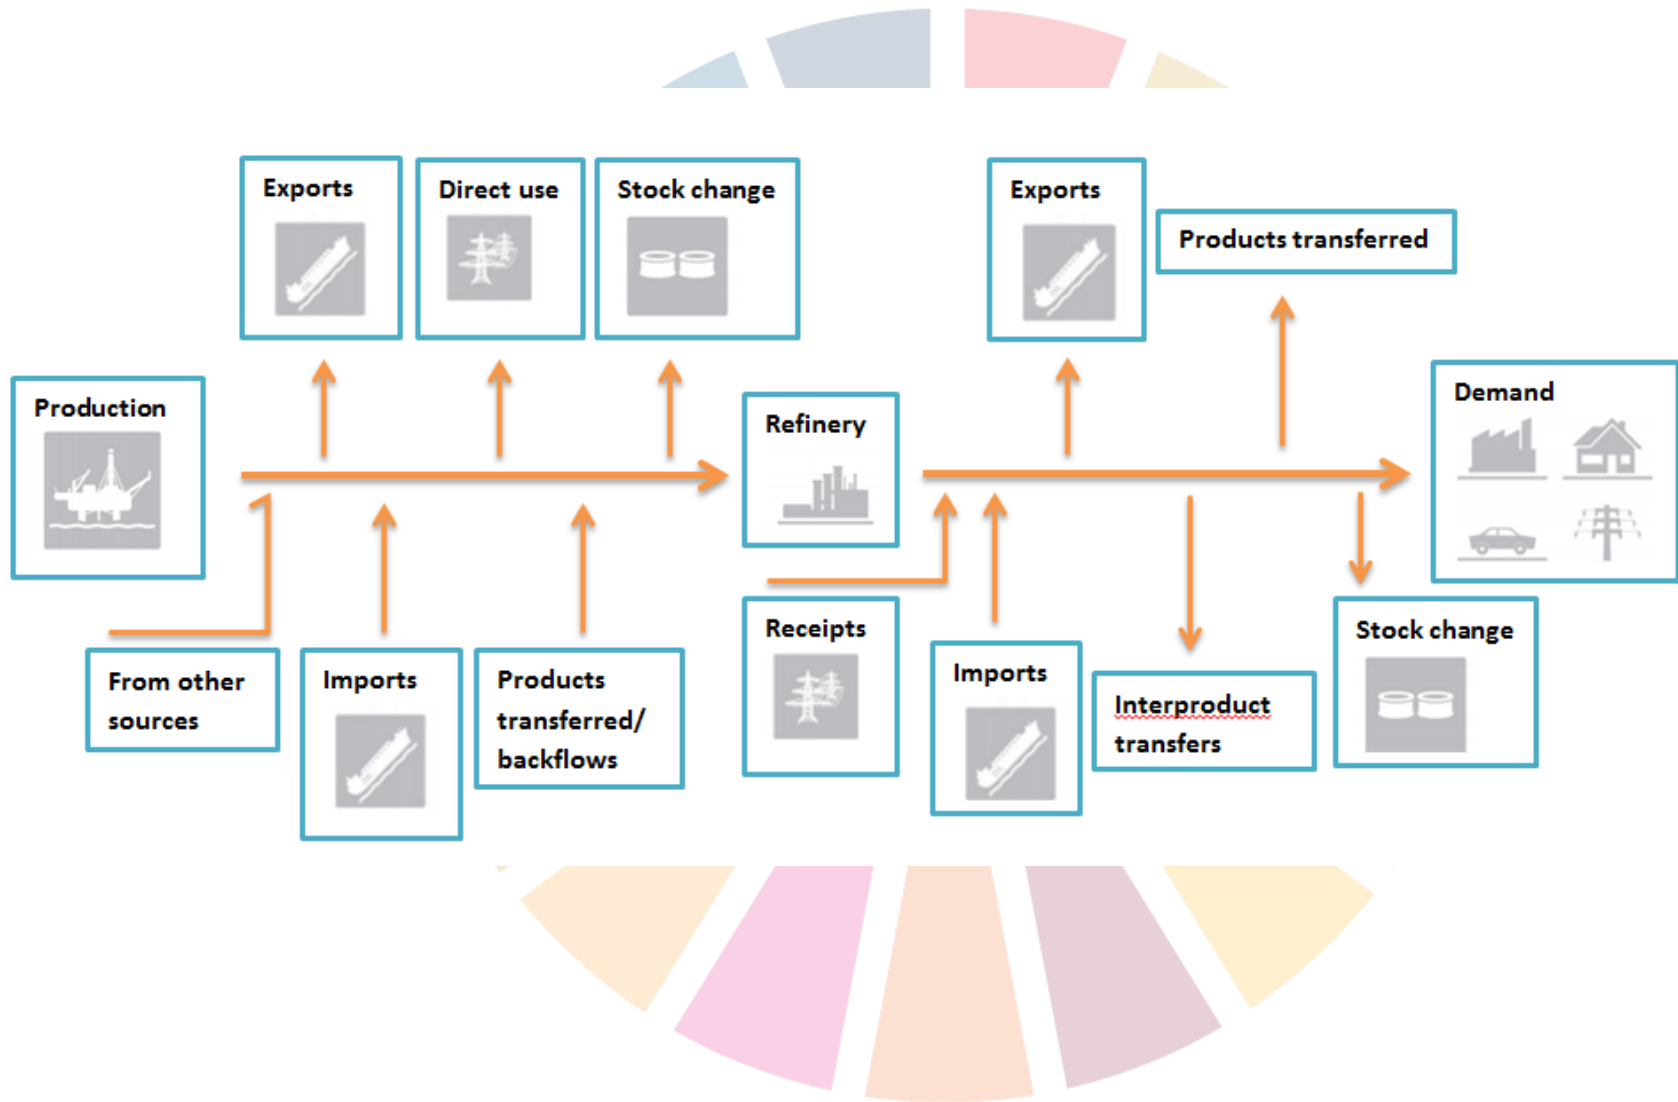 Exports
Direct use
Stock change
Exports
Products transferred
Production
Refinery
Demand
From other
sources
Imports
Products
transferred/
backflows
Receipts
Imports
Interproduct
transfers
Stock change